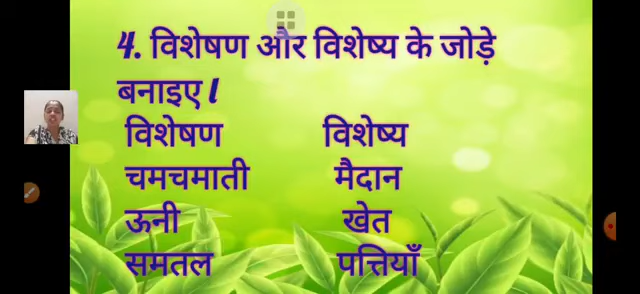 4. विशेषण और विशेष्य के जोड़े
बनाइए l
विशेषण विशेष्य
चमचमाती मैदान
ऊनी खेत
समतल पत्तियाँ